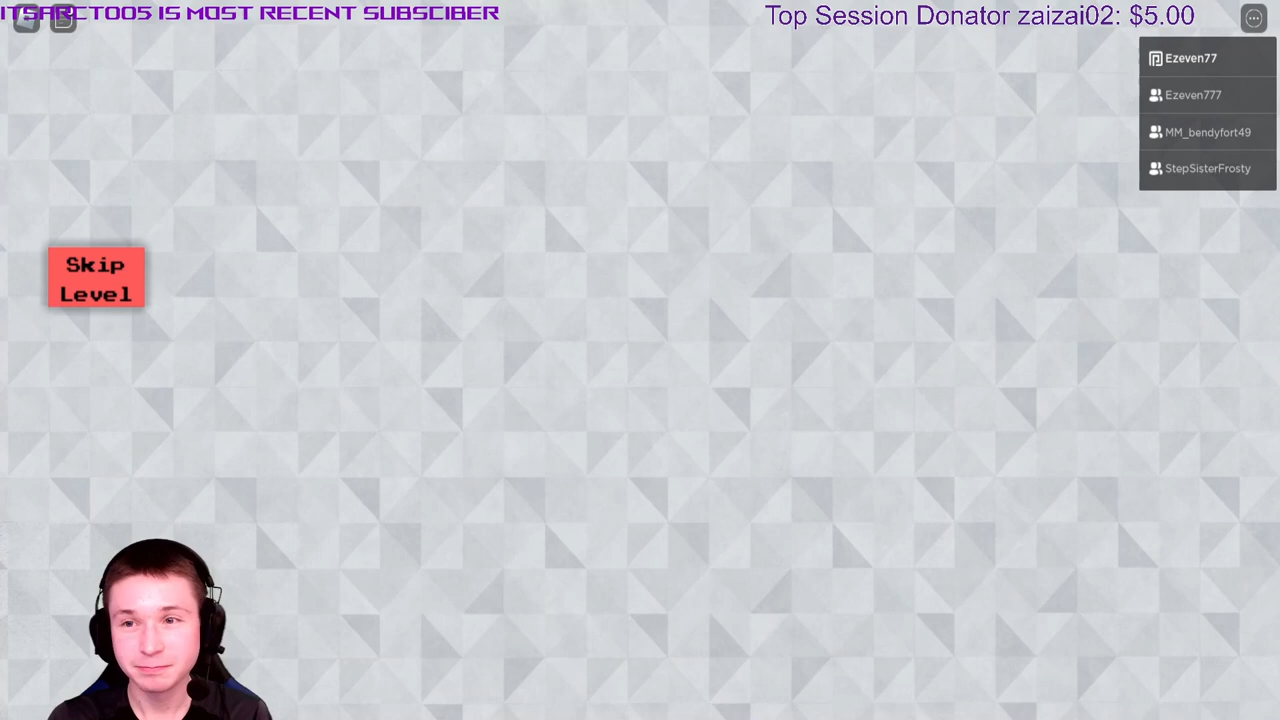 ITSARCTOO5 IS MOST RECENT SUBSCIBER
Top Session Donator zaizai02: $5.00
Ezeven77
Ezeven777
MM_bendyfort49
StepSisterFrosty
Skip
Level